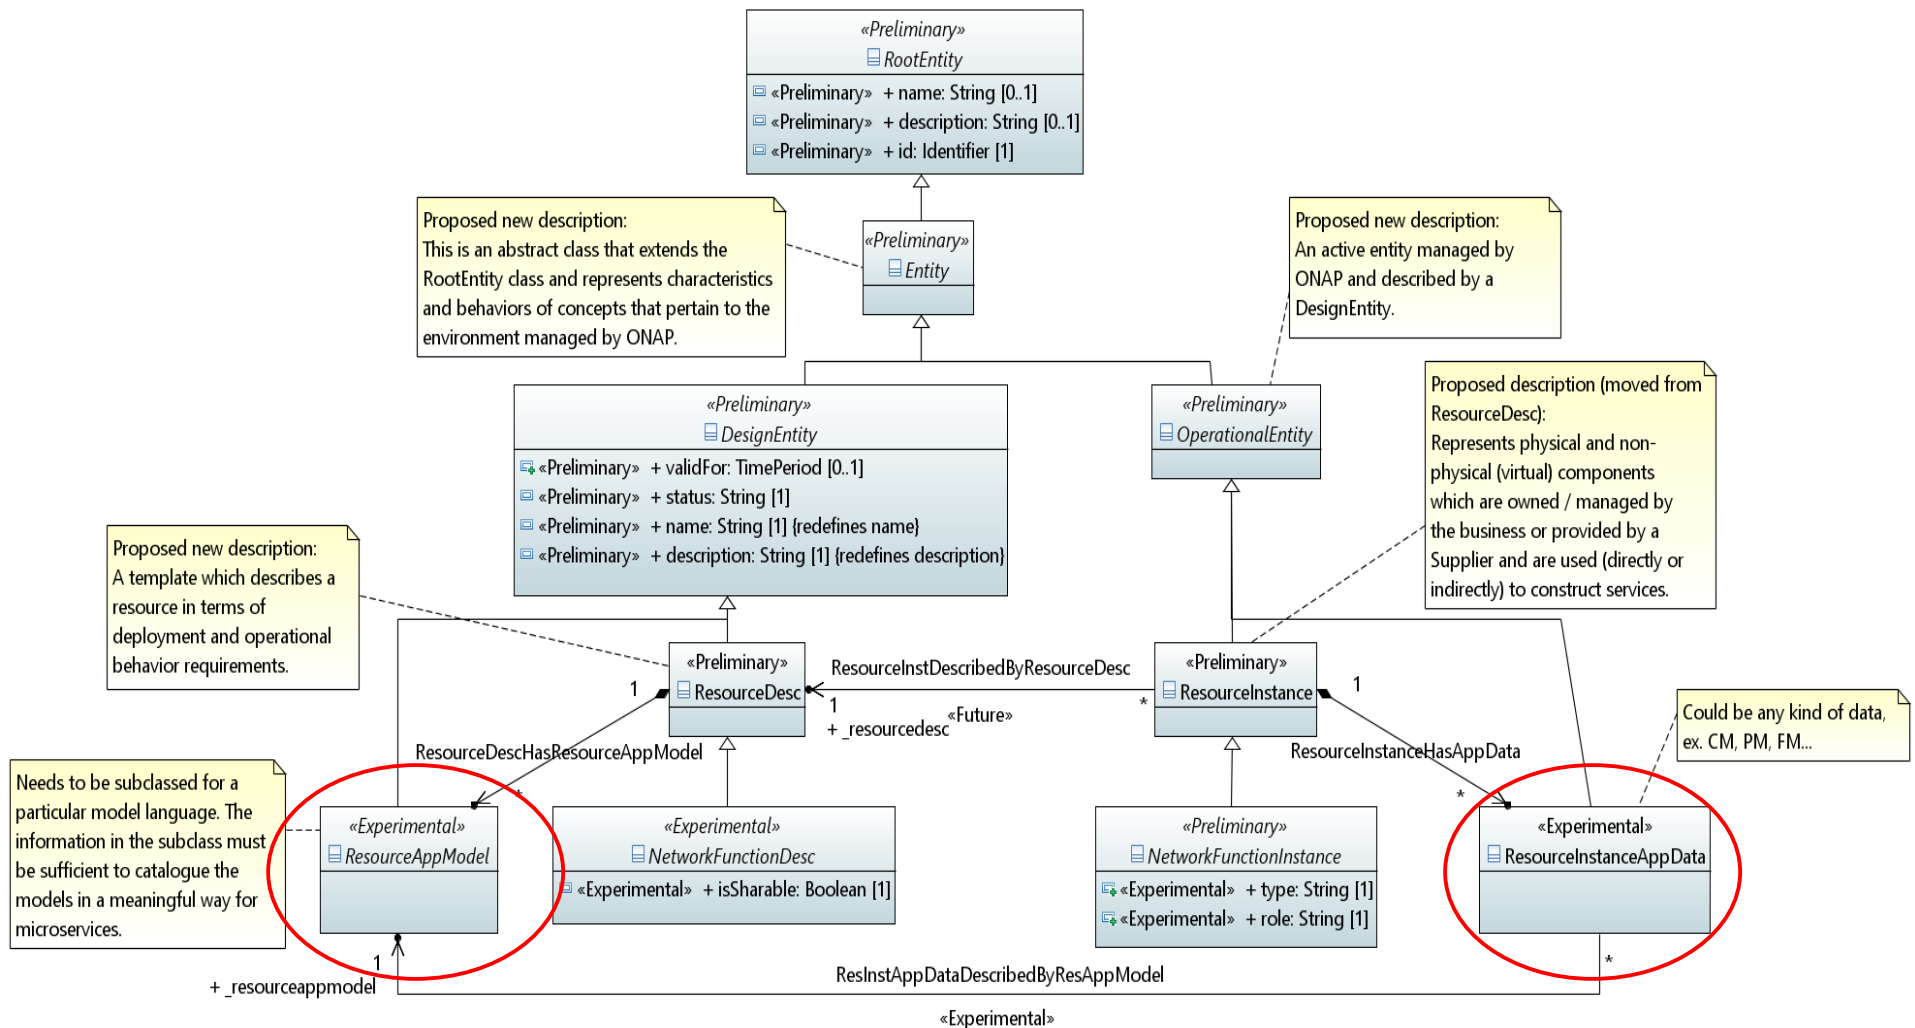 «Preliminary»
RootEntity
«Preliminary» + name: String [0..1]
«Preliminary» + description: String [0..1]
«Preliminary» + id: Identifier [1]
Proposed new description:
This is an abstract class that extends the
RootEntity class and represents characteristics
and behaviors of concepts that pertain to the
environment managed by ONAP.
«Preliminary»
Entity
Proposed new description:
An active entity managed by
ONAP and described by a
DesignEntity.
«Preliminary»
DesignEntity
«Preliminary» + validFor: TimePeriod [0..1]
«Preliminary» + status: String [1]
«Preliminary» + name: String [1] {redefines name}
«Preliminary» + description: String [1] {redefines description}
«Preliminary»
OperationalEntity
Proposed description (moved from
ResourceDesc):
Represents physical and non-
physical (virtual) components
which are owned / managed by
the business or provided by a
Supplier and are used (directly or
indirectly) to construct services.
Proposed new description:
A template which describes a
resource in terms of
deployment and operational
behavior requirements.
«Preliminary»
ResourceDesc
1
ResourceInstDescribedByResourceDesc
1
+ _resourcedesc
«Future»
*
«Preliminary»
ResourceInstance
1
Could be any kind of data,
ex. CM, PM, FM...
ResourceDescHasResourceAppModel
*
ResourceInstanceHasAppData
*
Needs to be subclassed for a
particular model language. The
information in the subclass must
be sufficient to catalogue the
models in a meaningful way for
microservices.
«Experimental»
ResourceAppModel
«Experimental»
NetworkFunctionDesc
«Experimental» + isSharable: Boolean [1]
«Preliminary»
NetworkFunctionInstance
«Experimental» + type: String [1]
«Experimental» + role: String [1]
«Experimental»
ResourceInstanceAppData
1
+ _resourceappmodel
ResInstAppDataDescribedByResAppModel
*
«Experimental»